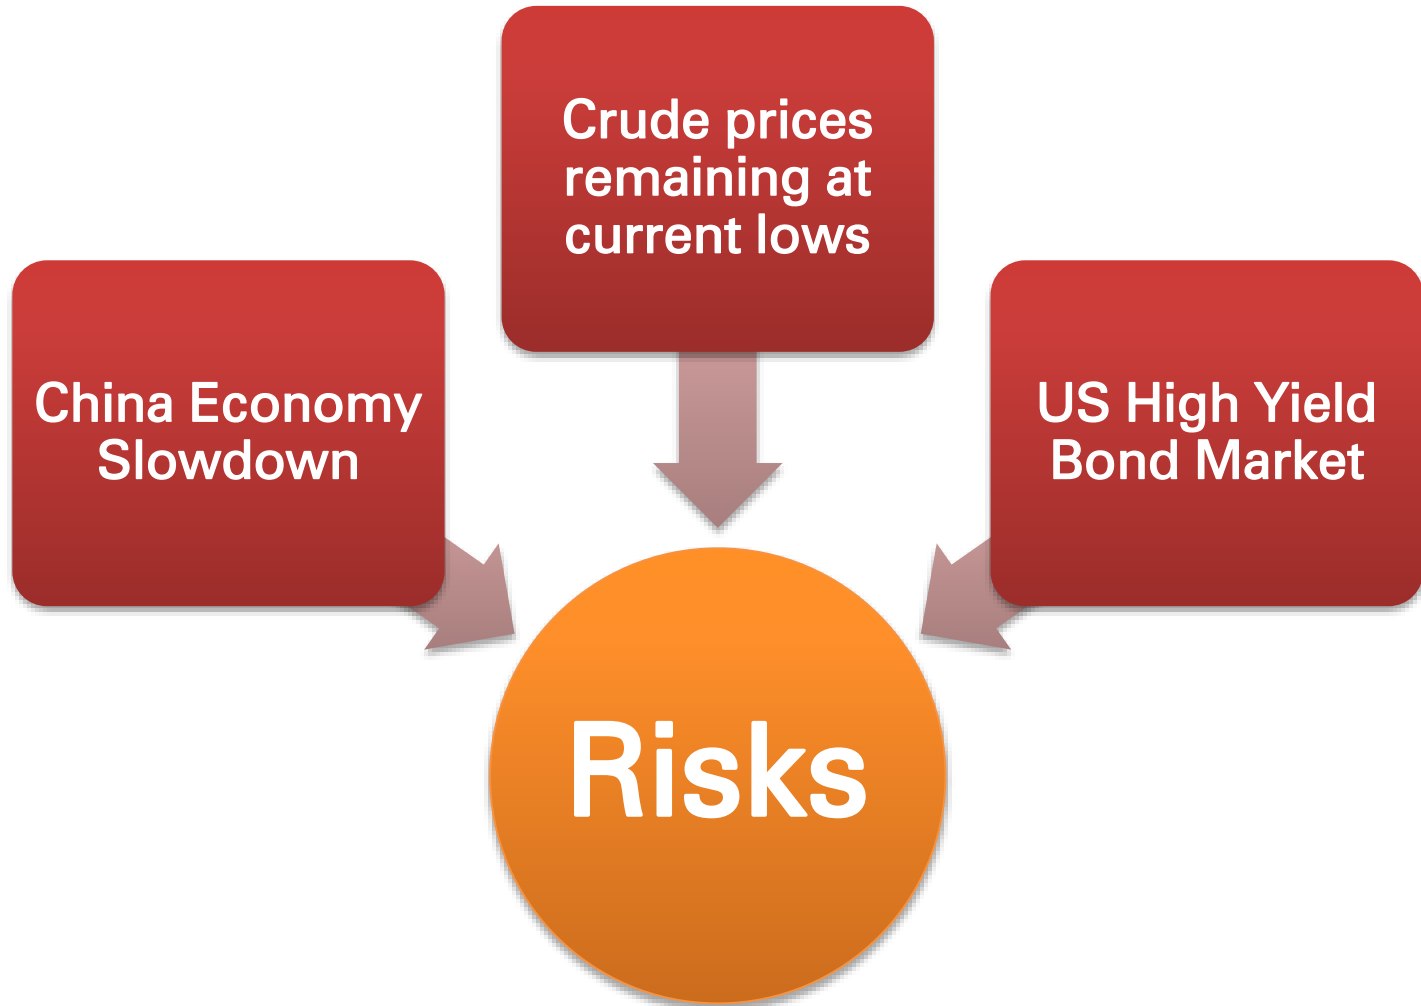 Crude prices
remaining at
current lows
China Economy
Slowdown
US High Yield
Bond Market
Risks